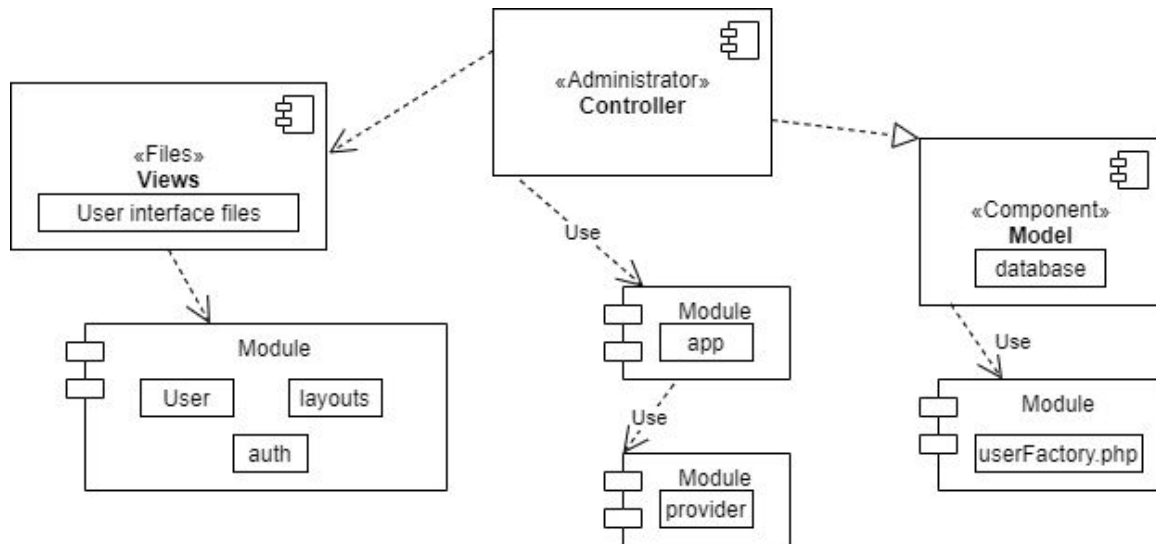 «Administrator»
Controller
«Files»
Views
User interface files
«Component»
Model
database
Use
Module
app
Use
Module
User
layouts
auth
Use
Module
userFactory.php
Module
provider